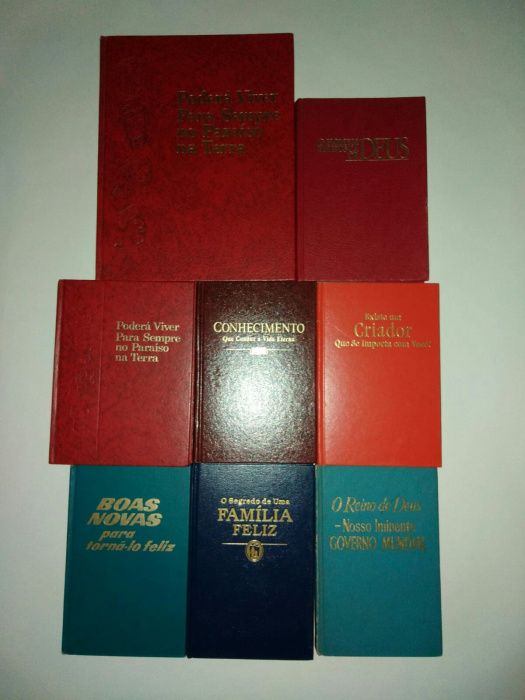 Poderá Viver
Para Sempre
no Paraíso
na Terra
DEUS
Poderá Viver
Para Sempre
no Paraíso
na Terra
CONHECIMENTO
Que Conduz à Vida Eterna
Existe um
Criador
Que Se importa com Você?
BOAS
NOVAS
para
torná-lo feliz
O Segredo de Uma
FAMÍLIA
FELIZ
O Reino de Deus
–Nosso Iminente
GOVERNO MUNDIAL